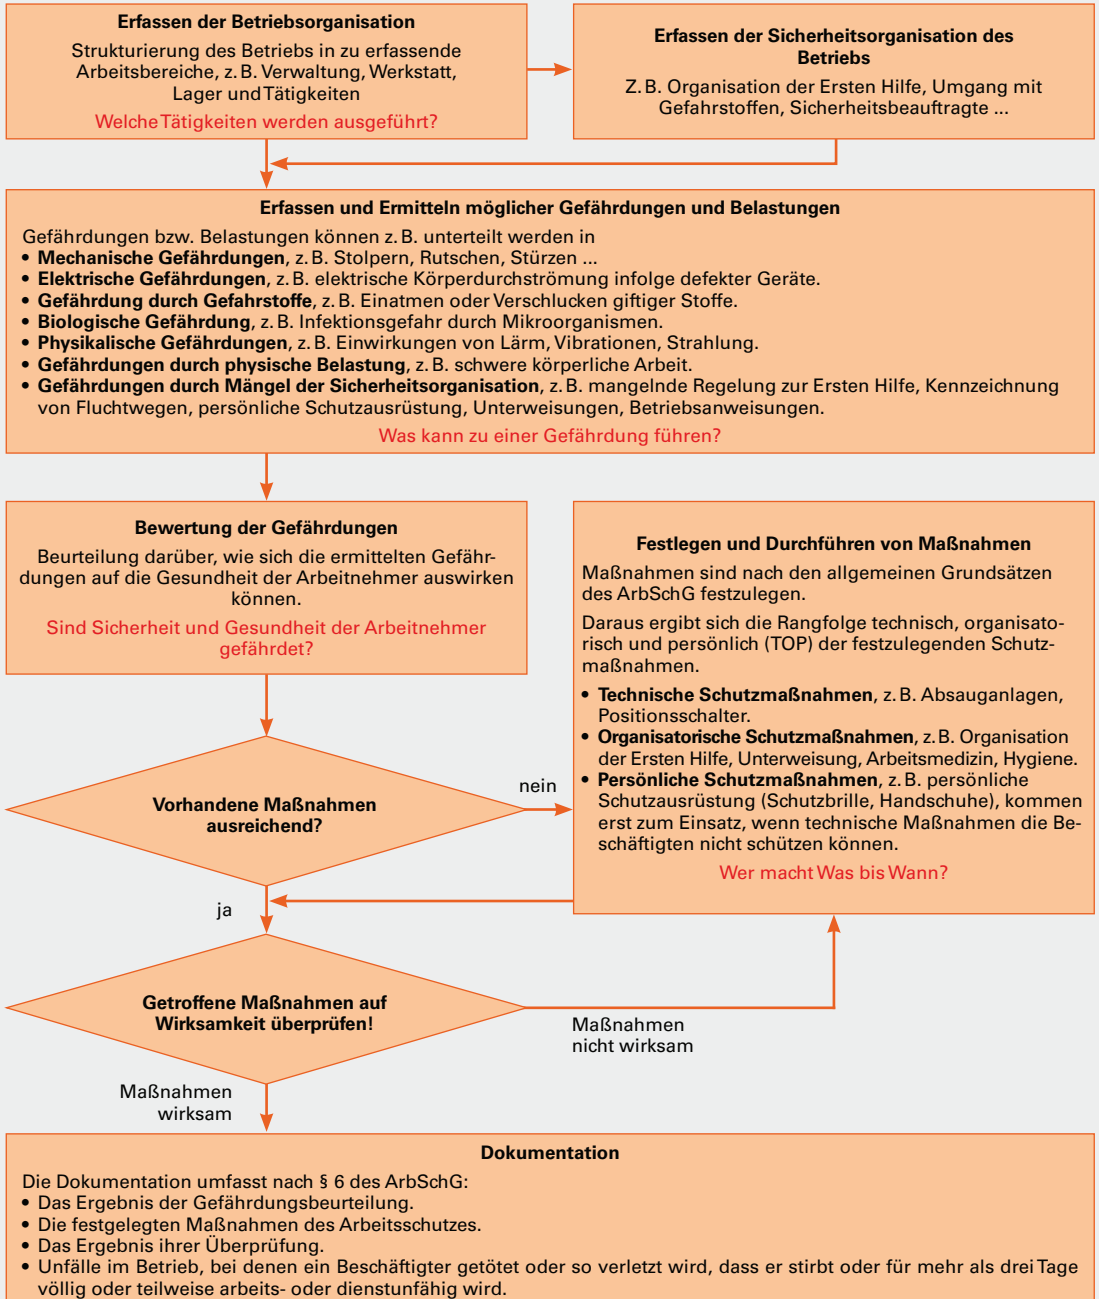 Erfassen der Betriebsorganisation
Strukturierung des Betriebs in zu erfassende
Arbeitsbereiche, z. B. Verwaltung, Werkstatt,
Lager und Tätigkeiten
Welche Tätigkeiten werden ausgeführt?
Erfassen der Sicherheitsorganisation des
Betriebs
Z. B. Organisation der Ersten Hilfe, Umgang mit
Gefahrstoffen, Sicherheitsbeauftragte ...
Erfassen und Ermitteln möglicher Gefährdungen und Belastungen
Gefährdungen bzw. Belastungen können z. B. unterteilt werden in
• Mechanische Gefährdungen, z. B. Stolpern, Rutschen, Stürzen ...
• Elektrische Gefährdungen, z. B. elektrische Körperdurchströmung infolge defekter Geräte.
• Gefährdung durch Gefahrstoffe, z. B. Einatmen oder Verschlucken giftiger Stoffe.
• Biologische Gefährdung, z. B. Infektionsgefahr durch Mikroorganismen.
• Physikalische Gefährdungen, z. B. Einwirkungen von Lärm, Vibrationen, Strahlung.
• Gefährdungen durch physische Belastung, z. B. schwere körperliche Arbeit.
• Gefährdungen durch Mängel der Sicherheitsorganisation, z. B. mangelnde Regelung zur Ersten Hilfe, Kennzeichnung
von Fluchtwegen, persönliche Schutzausrüstung, Unterweisungen, Betriebsanweisungen.
Was kann zu einer Gefährdung führen?
Bewertung der Gefährdungen
Beurteilung darüber, wie sich die ermittelten Gefähr-
dungen auf die Gesundheit der Arbeitnehmer auswirken
können.
Sind Sicherheit und Gesundheit der Arbeitnehmer
gefährdet?
Festlegen und Durchführen von Maßnahmen
Maßnahmen sind nach den allgemeinen Grundsätzen
des ArbSchG festzulegen.
Daraus ergibt sich die Rangfolge technisch, organisato-
risch und persönlich (TOP) der festzulegenden Schutz-
maßnahmen.
• Technische Schutzmaßnahmen, z. B. Absauganlagen,
Positionsschalter.
• Organisatorische Schutzmaßnahmen, z. B. Organisation
der Ersten Hilfe, Unterweisung, Arbeitsmedizin, Hygiene.
• Persönliche Schutzmaßnahmen, z. B. persönliche
Schutzausrüstung (Schutzbrille, Handschuhe), kommen
erst zum Einsatz, wenn technische Maßnahmen die Be-
schäftigten nicht schützen können.
Wer macht Was bis Wann?
Vorhandene Maßnahmen
ausreichend?
nein
ja
Getroffene Maßnahmen auf
Wirksamkeit überprüfen!
Maßnahmen
nicht wirksam
Maßnahmen
wirksam
Dokumentation
Die Dokumentation umfasst nach § 6 des ArbSchG:
• Das Ergebnis der Gefährdungsbeurteilung.
• Die festgelegten Maßnahmen des Arbeitsschutzes.
• Das Ergebnis ihrer Überprüfung.
• Unfälle im Betrieb, bei denen ein Beschäftigter getötet oder so verletzt wird, dass er stirbt oder für mehr als drei Tage
völlig oder teilweise arbeits- oder dienstunfähig wird.